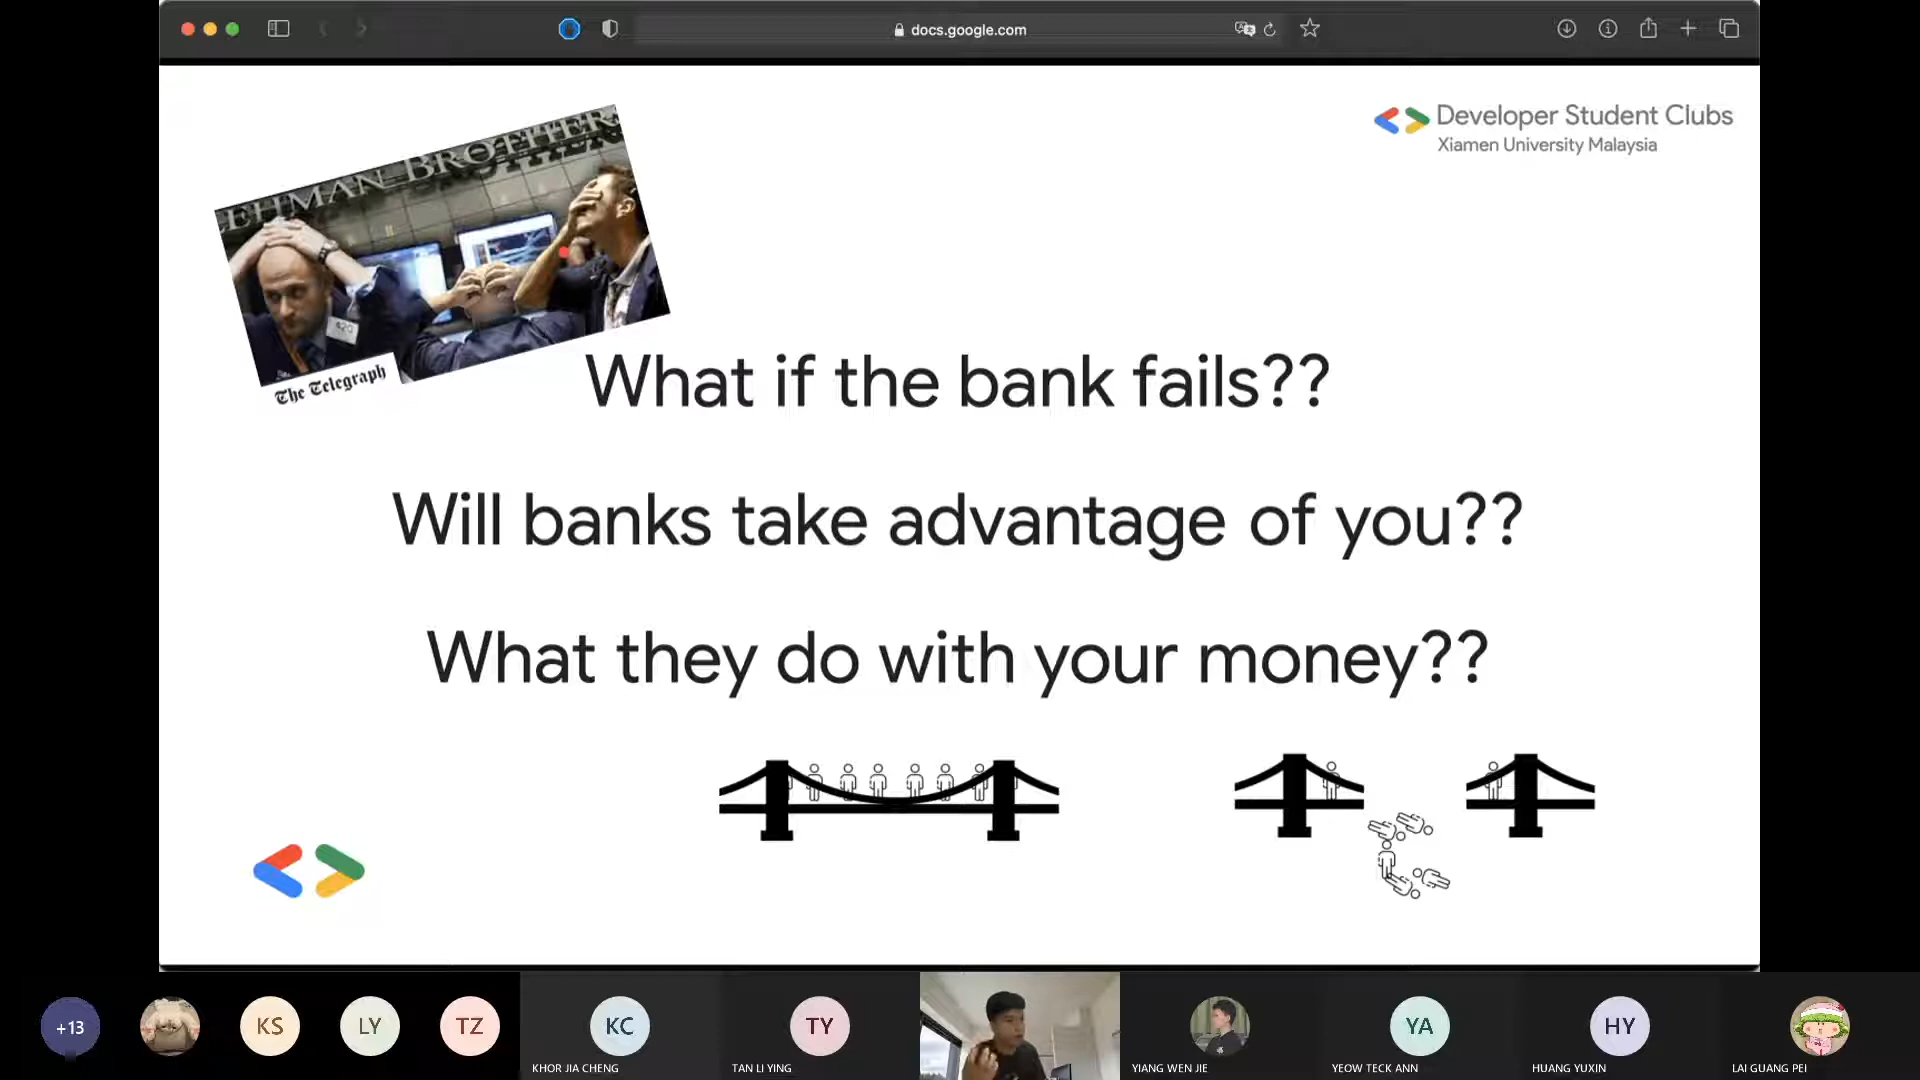 docs.google.com
Developer Student Clubs
Xiamen University Malaysia
LEHMAN BROTHERS
420
The Telegraph
What if the bank fails??
Will banks take advantage of you??
What they do with your money??
+13
KS
LY
TZ
KC
TY
YA
HY
KHOR JIA CHENG
TAN LI YING
YIANG WEN JIE
YEOW TECK ANN
HUANG YUXIN
LAI GUANG PEI